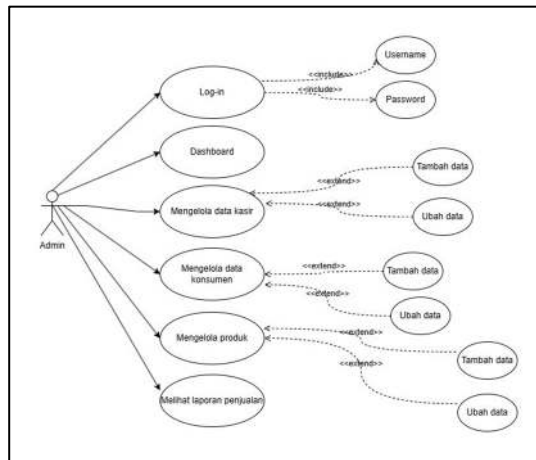 Username
<<include>>
Log-in
<<include>>
Password
Dashboard
Tambah data
<<extend>>
Mengelola data kasir
<<extend>>
Ubah data
Admin
Mengelola data
konsumen
<<extend>>
Tambah data
<<extend>>
Ubah data
Mengelola produk
<<extend>>
Tambah data
<<extend>>
Melihat laporan penjualan
Ubah data